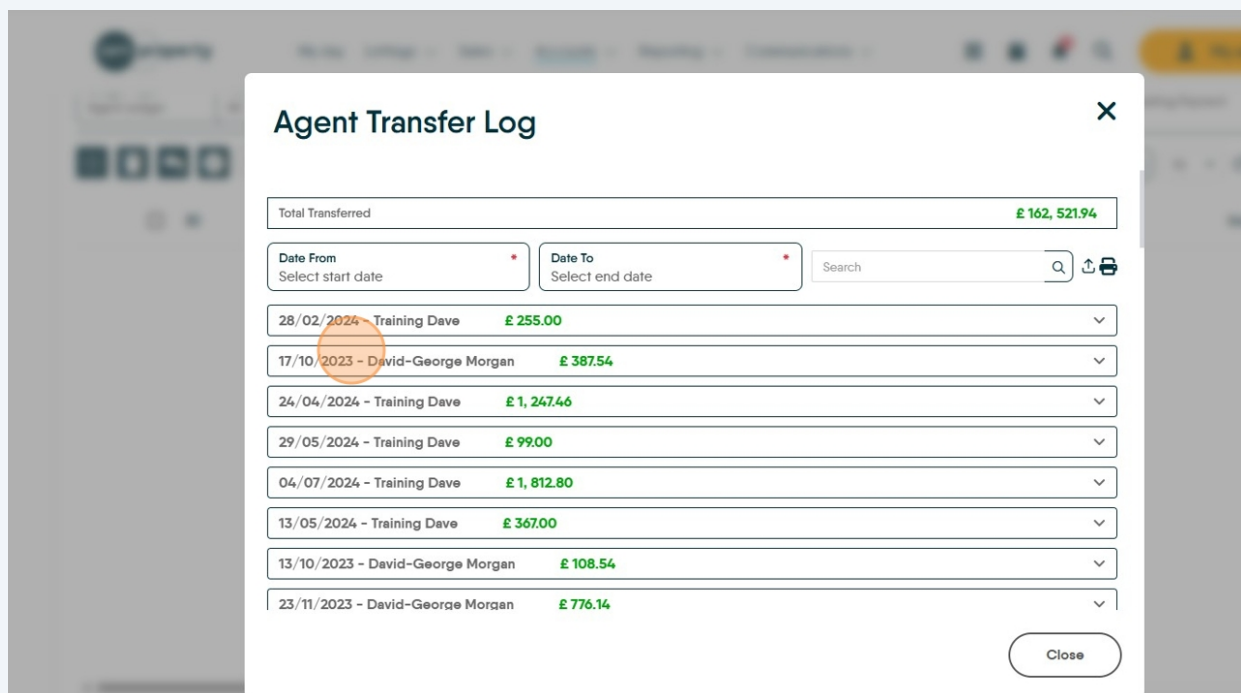 Agent Transfer Log
Total Transferred £ 162, 521.94
Date From *
Select start date
Date To *
Select end date
Search
28/02/2024 - Training Dave £ 255.00
17/10/2023 - David-George Morgan £ 387.54
24/04/2024 - Training Dave £ 1, 247.46
29/05/2024 - Training Dave £ 99.00
04/07/2024 - Training Dave £ 1, 812.80
13/05/2024 - Training Dave £ 367.00
13/10/2023 - David-George Morgan £ 108.54
23/11/2023 - David-George Morgan £ 776.14
Close